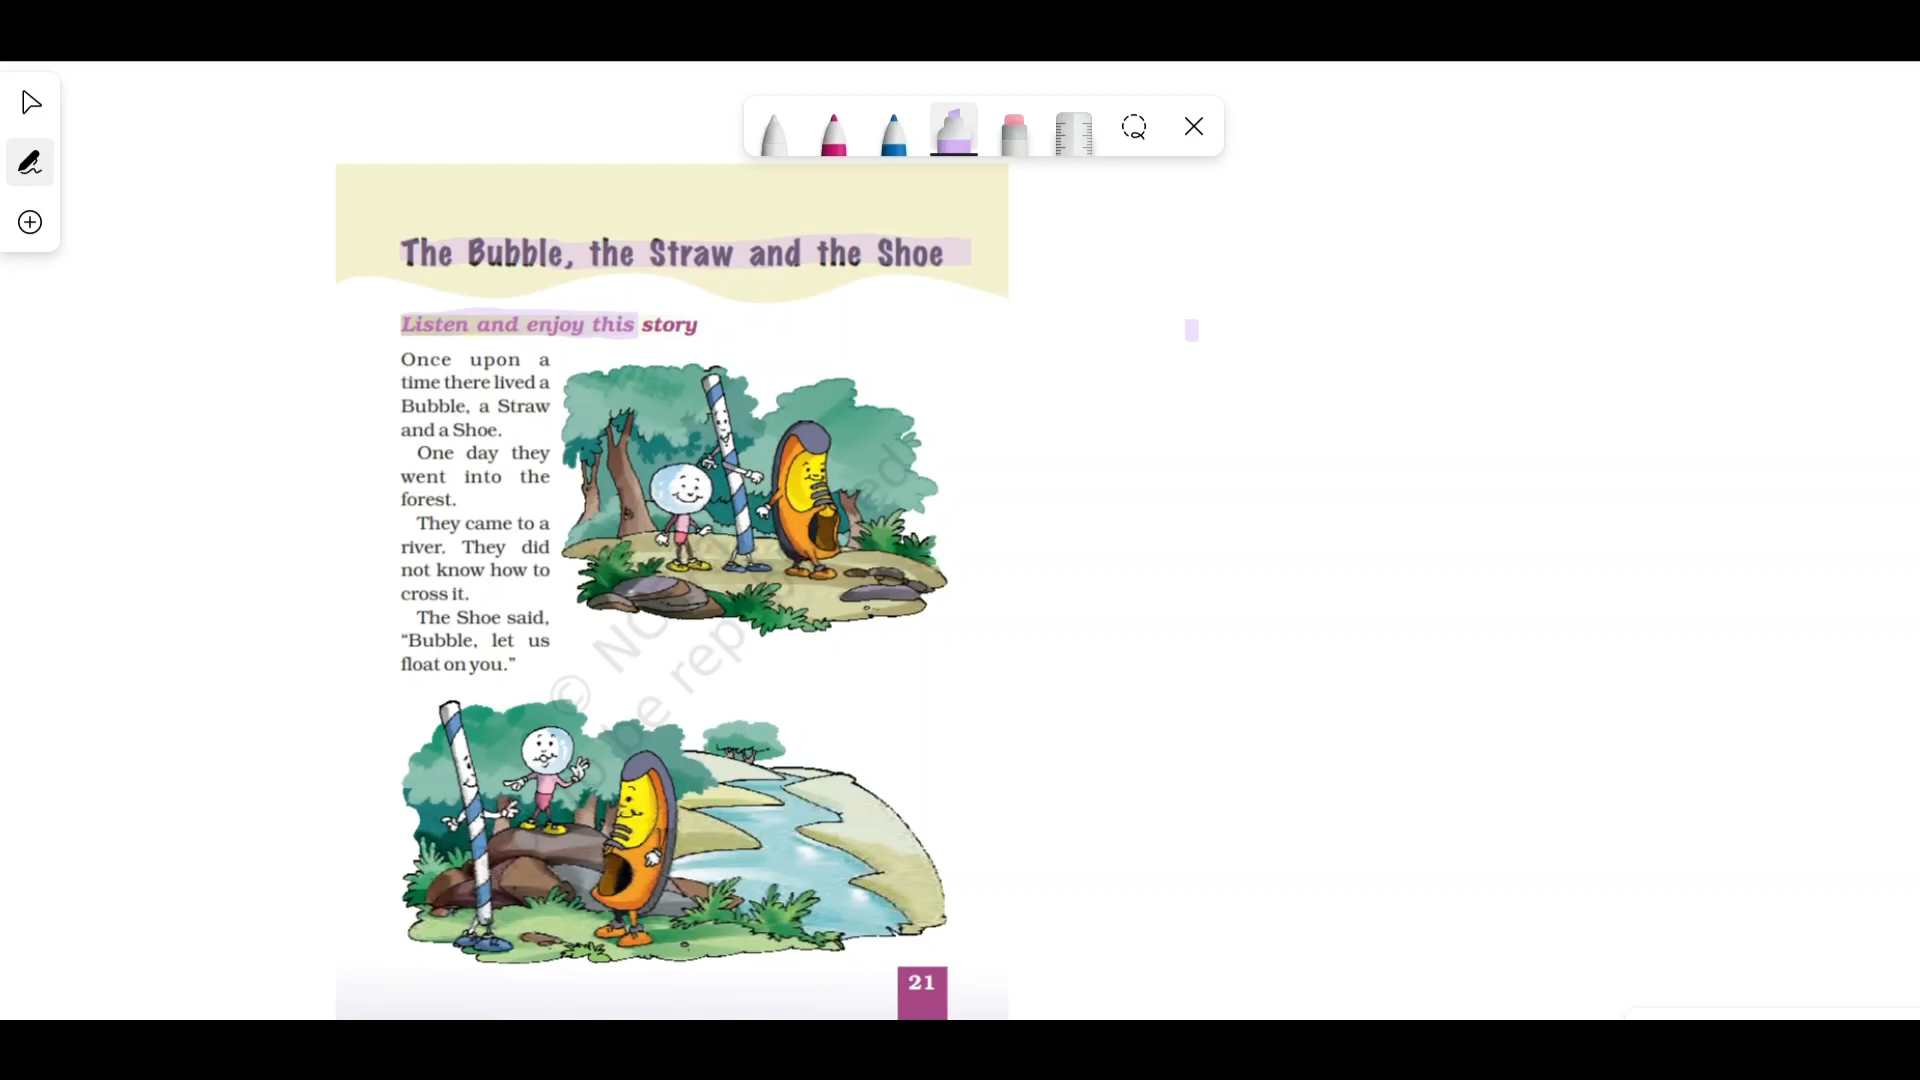 The Bubble, the Straw and the Shoe
Listen and enjoy this story
Once upon a
time there lived a
Bubble, a Straw
and a Shoe.
One day they
went into the
forest.
They came to a
river. They did
not know how to
cross it.
The Shoe said,
“Bubble, let us
float on you.”
21